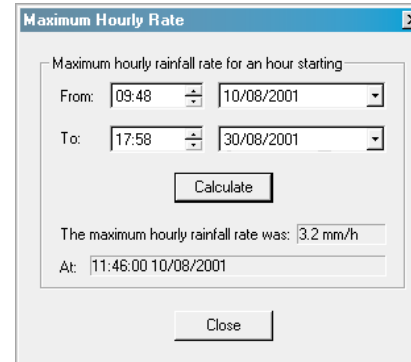 Maximum Hourly Rate
Maximum hourly rainfall rate for an hour starting
From: 09:48 10/08/2001
To: 17:58 30/08/2001
Calculate
The maximum hourly rainfall rate was: 3.2 mm/h
At: 11:46:00 10/08/2001
Close